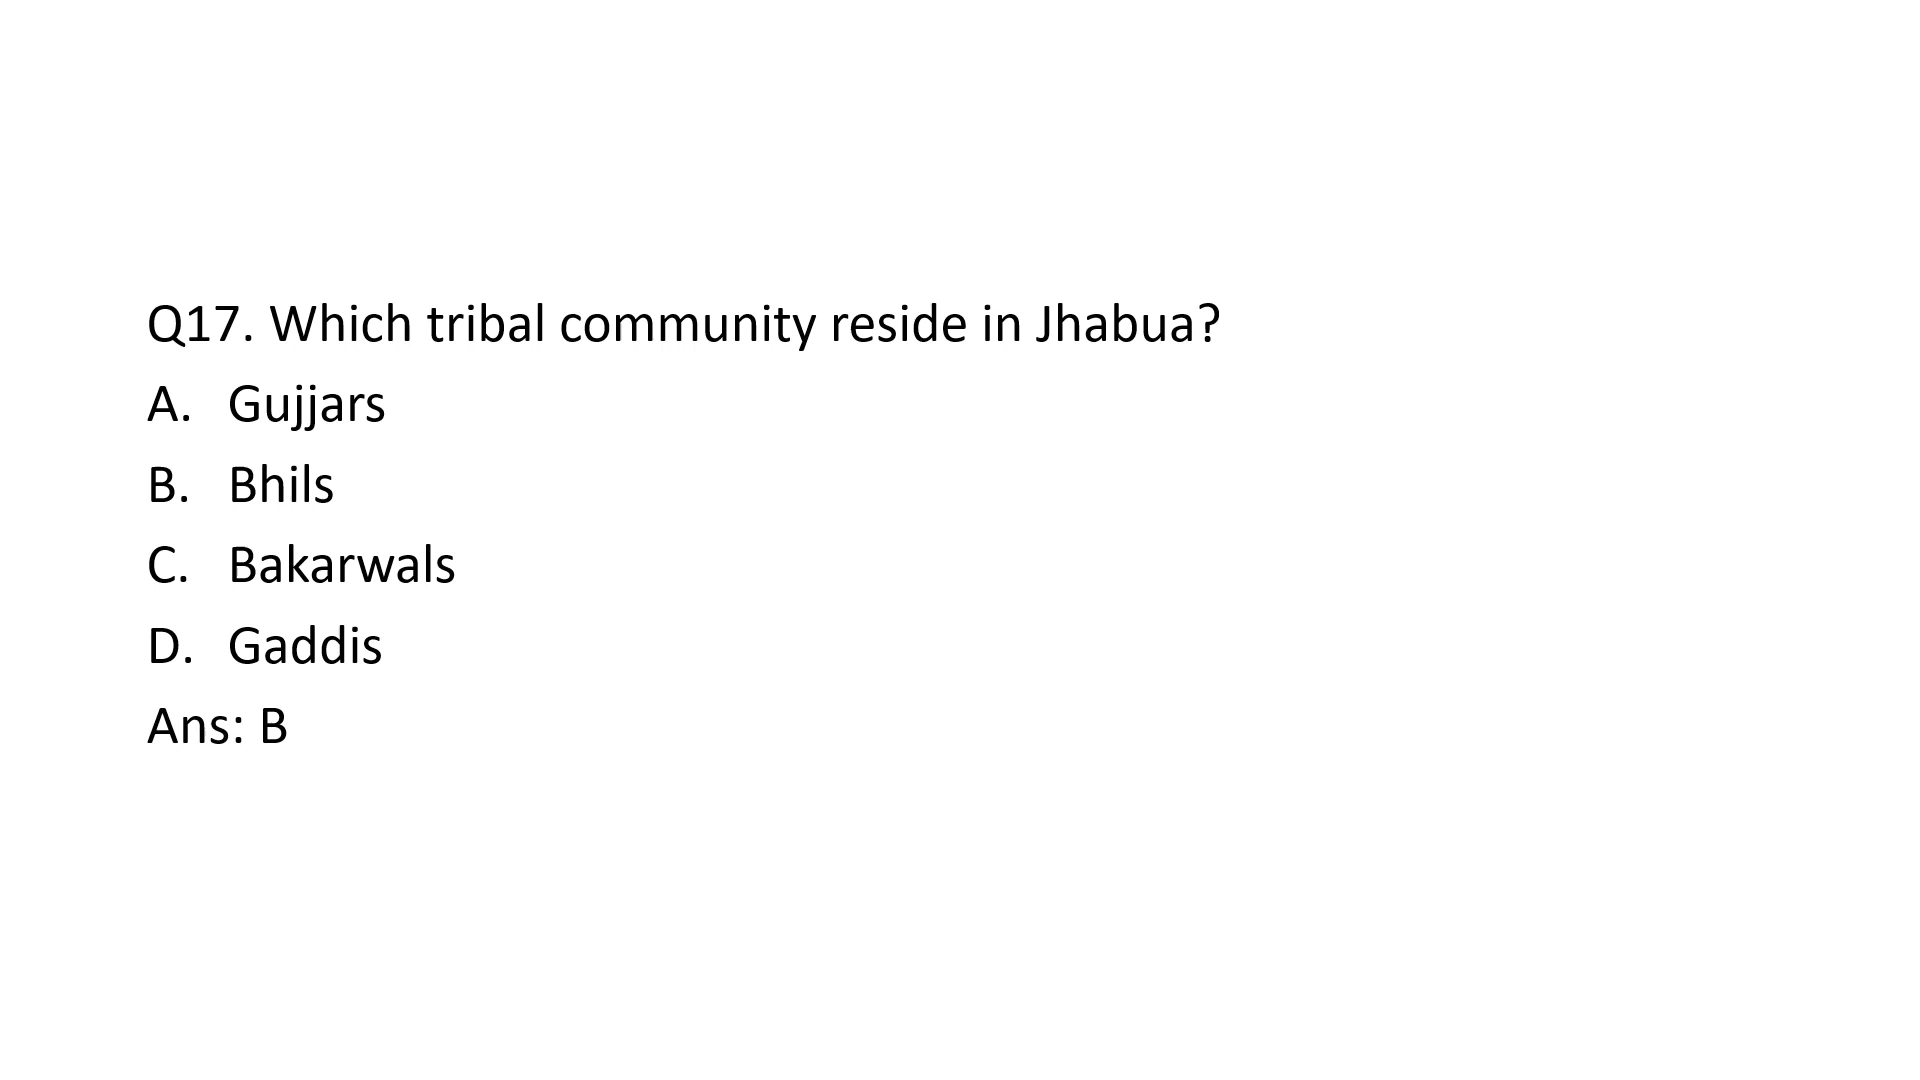 Q17. Which tribal community reside in Jhabua?
A. Gujjars
B. Bhils
C. Bakarwals
D. Gaddis
Ans: B